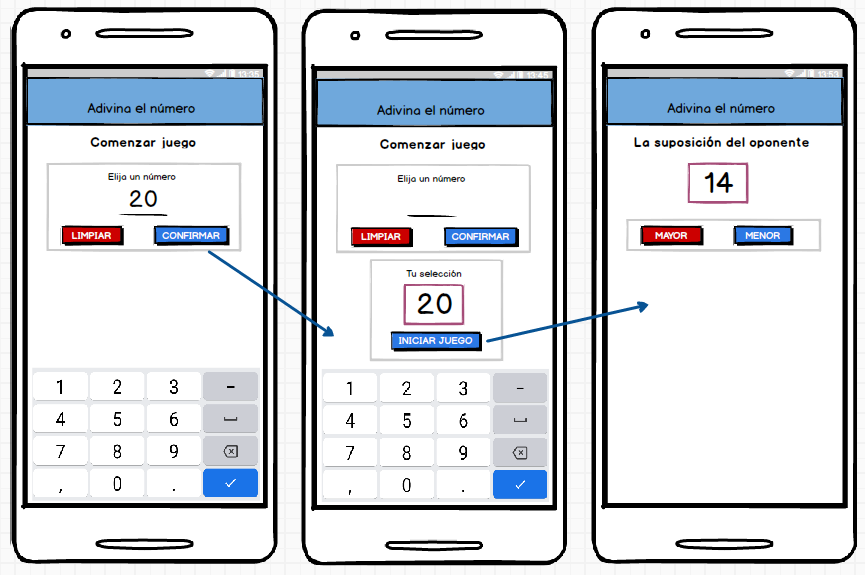 13:35
Adivina el número
Comenzar juego
Elija un número
20
LIMPIAR CONFIRMAR
1 2 3 -
4 5 6
7 8 9
, 0 .
13:46
Adivina el número
Comenzar juego
Elija un número
LIMPIAR CONFIRMAR
Tu selección
20
INICIAR JUEGO
1 2 3 -
4 5 6
7 8 9
, 0 .
13:53
Adivina el número
La suposición del oponente
14
MAYOR MENOR